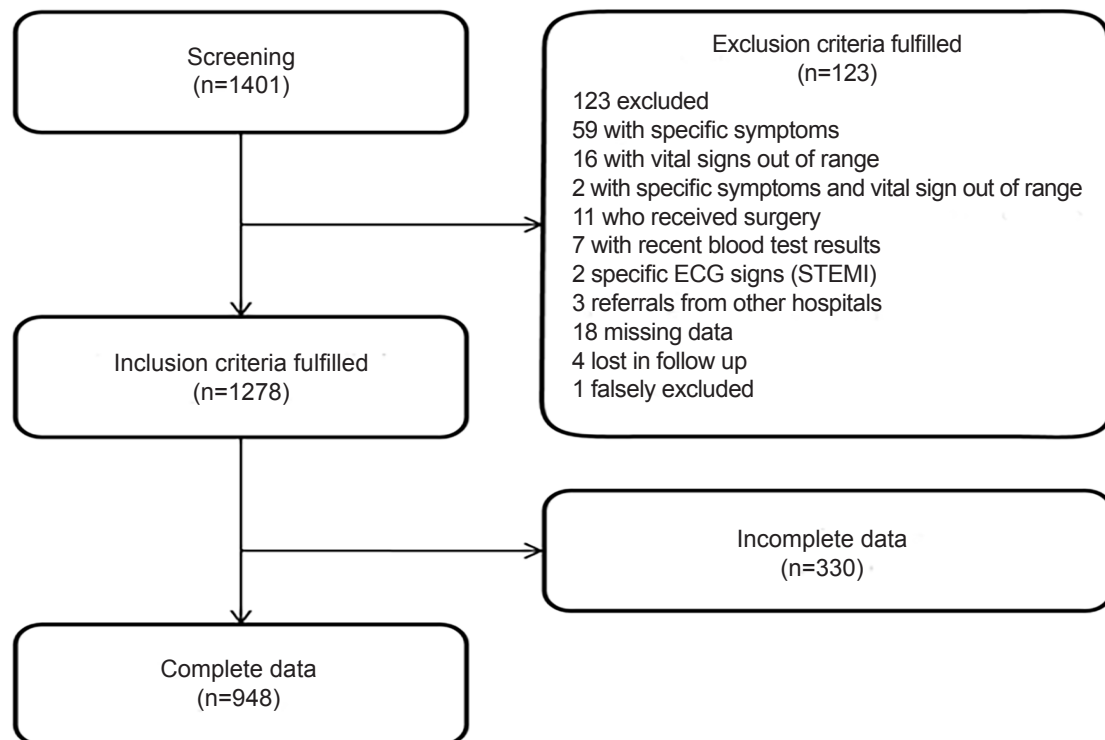 Screening
(n=1401)
Exclusion criteria fulfilled
(n=123)
123 excluded
59 with specific symptoms
16 with vital signs out of range
2 with specific symptoms and vital sign out of range
11 who received surgery
7 with recent blood test results
2 specific ECG signs (STEMI)
3 referrals from other hospitals
18 missing data
4 lost in follow up
1 falsely excluded
Inclusion criteria fulfilled
(n=1278)
Incomplete data
(n=330)
Complete data
(n=948)